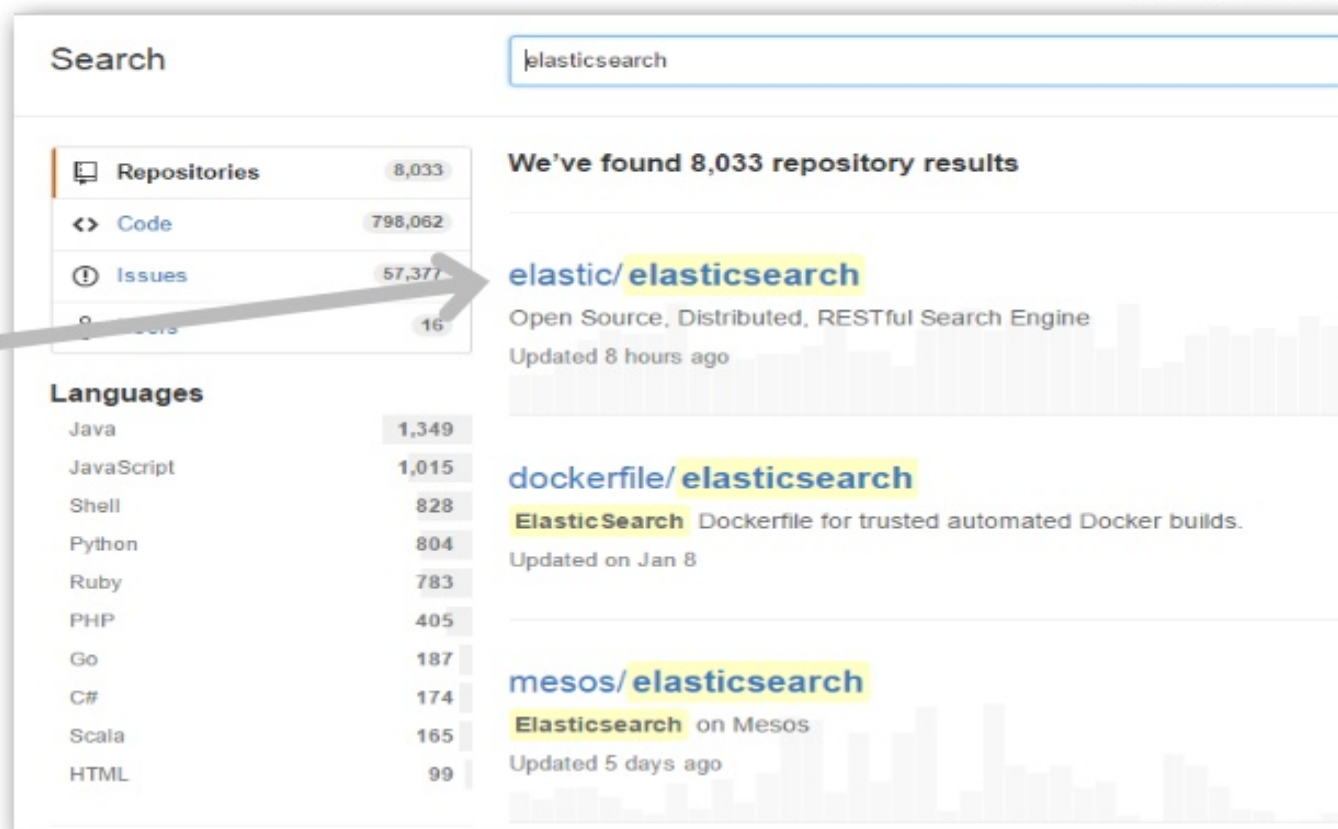 Search
elasticsearch
Repositories 8,033
Code 798,062
Issues 57,377
16
Languages
Java 1,349
JavaScript 1,015
Shell 828
Python 804
Ruby 783
PHP 405
Go 187
C# 174
Scala 165
HTML 99
We've found 8,033 repository results
elastic/elasticsearch
Open Source, Distributed, RESTful Search Engine
Updated 8 hours ago
dockerfile/elasticsearch
ElasticSearch Dockerfile for trusted automated Docker builds.
Updated on Jan 8
mesos/elasticsearch
Elasticsearch on Mesos
Updated 5 days ago